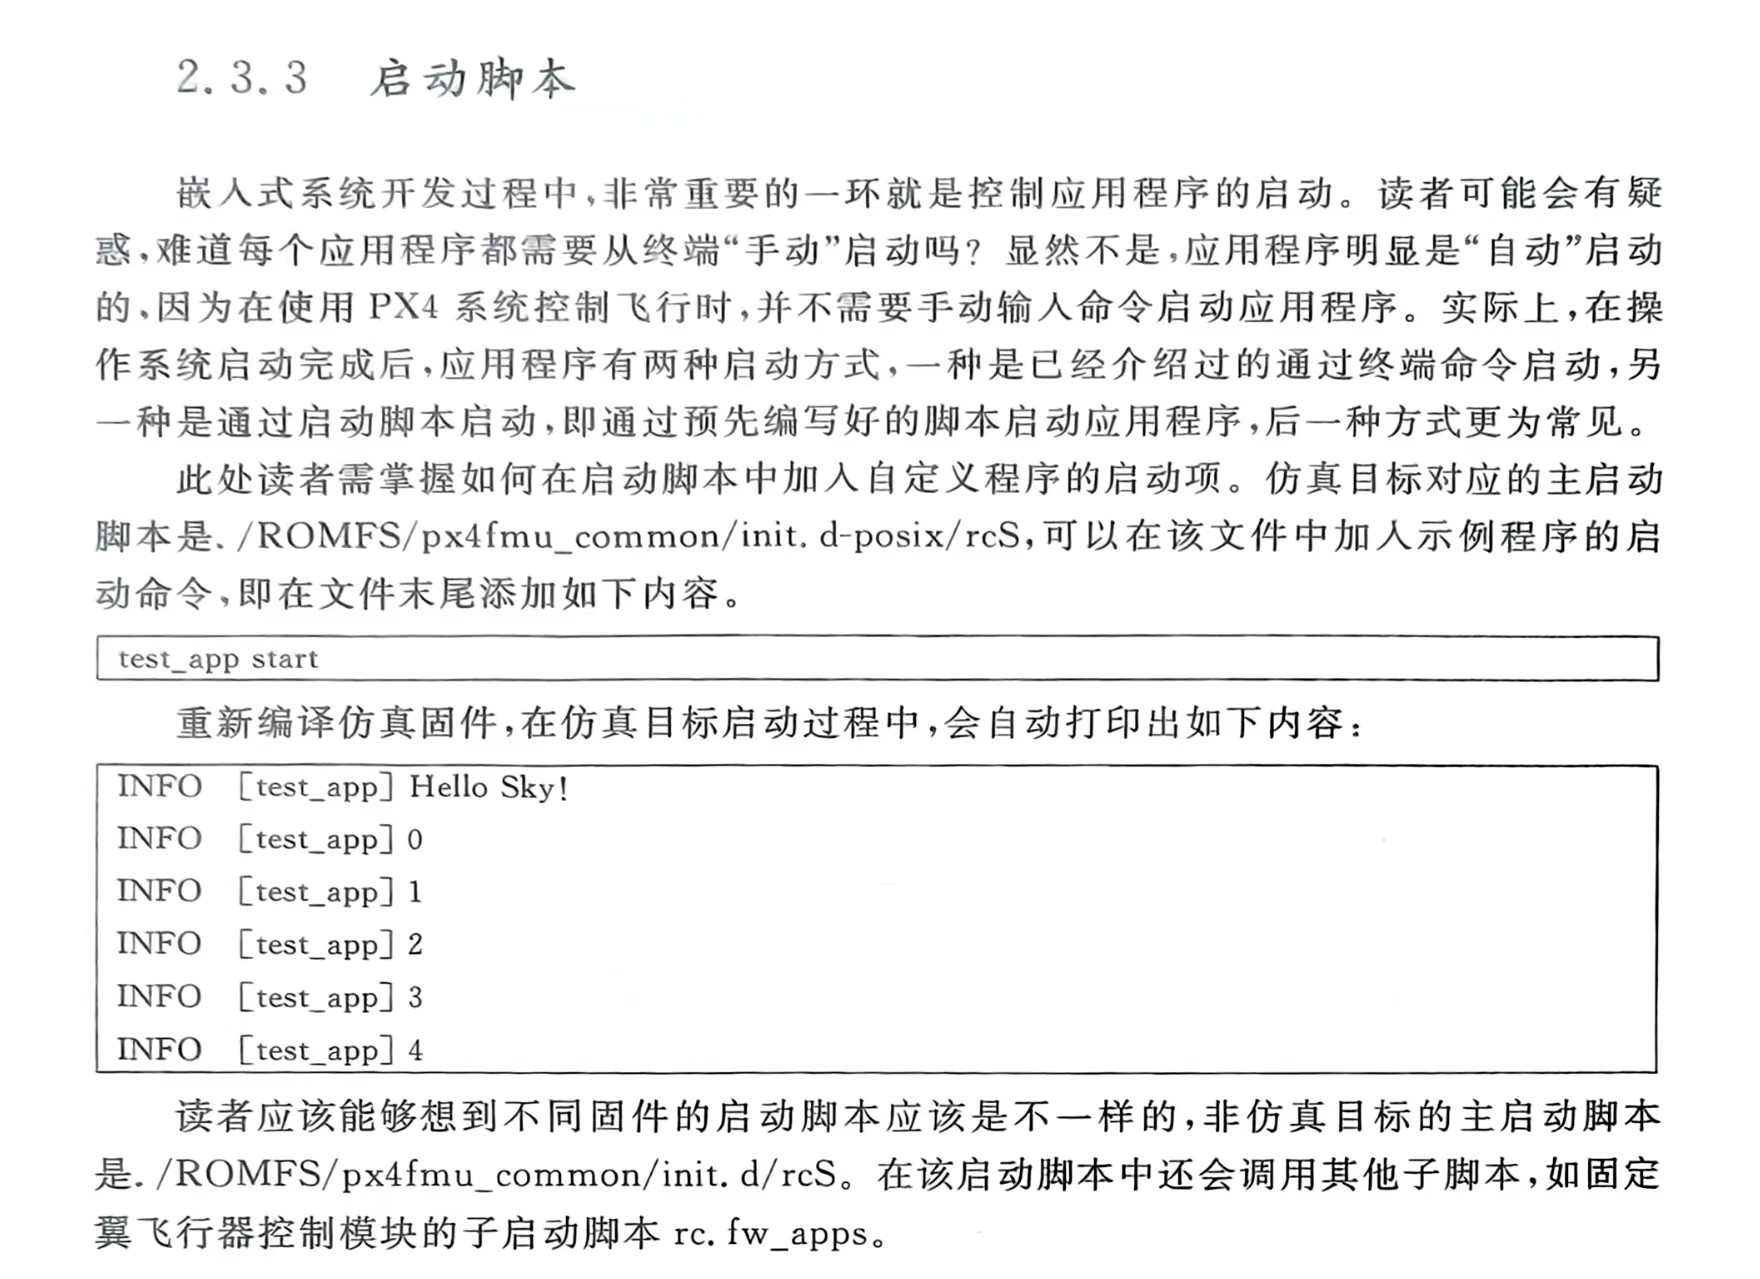 2.3.3 启动脚本
嵌入式系统开发过程中,非常重要的一环就是控制应用程序的启动。读者可能会有疑
惑,难道每个应用程序都需要从终端“手动”启动吗?显然不是,应用程序明显是“自动”启动
的,因为在使用 PX4 系统控制飞行时,并不需要手动输入命令启动应用程序。实际上,在操
作系统启动完成后,应用程序有两种启动方式,一种是已经介绍过的通过终端命令启动,另
一种是通过启动脚本启动,即通过预先编写好的脚本启动应用程序,后一种方式更为常见。
此处读者需掌握如何在启动脚本中加入自定义程序的启动项。仿真目标对应的主启动
脚本是./ROMFS/px4fmu_common/init.d-posix/rcS,可以在该文件中加入示例程序的启
动命令,即在文件末尾添加如下内容。
test_app start
重新编译仿真固件,在仿真目标启动过程中,会自动打印出如下内容:
INFO [test_app] Hello Sky!
INFO [test_app] 0
INFO [test_app] 1
INFO [test_app] 2
INFO [test_app] 3
INFO [test_app] 4
读者应该能够想到不同固件的启动脚本应该是不一样的,非仿真目标的主启动脚本
是./ROMFS/px4fmu_common/init.d/rcS。在该启动脚本中还会调用其他子脚本,如固定
翼飞行器控制模块的子启动脚本 rc.fw_apps。